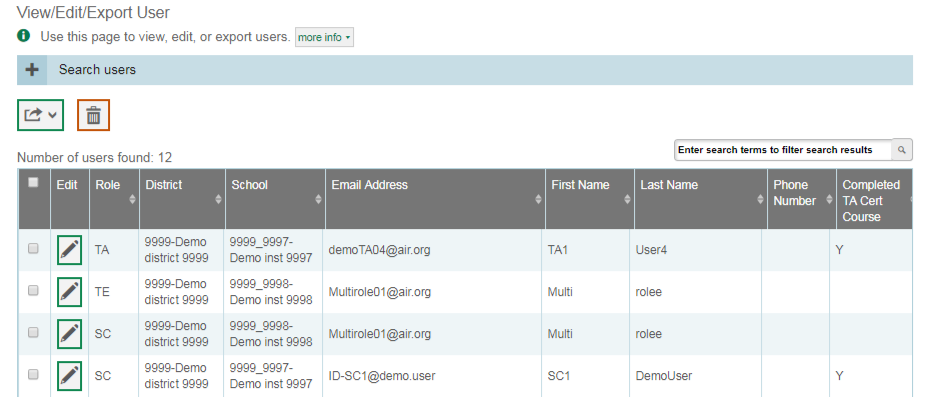 View/Edit/Export User
Use this page to view, edit, or export users. more info
Search users
Number of users found: 12
Enter search terms to filter search results
Edit Role District School Email Address First Name Last Name Phone Number Completed TA Cert Course
TA 9999-Demo district 9999 9999_9997-Demo inst 9997 demoTA04@air.org TA1 User4 Y
TE 9999-Demo district 9999 9999_9998-Demo inst 9998 Multirole01@air.org Multi rolee
SC 9999-Demo district 9999 9999_9998-Demo inst 9998 Multirole01@air.org Multi rolee
SC 9999-Demo district 9999 9999_9997-Demo inst 9997 ID-SC1@demo.user SC1 DemoUser Y